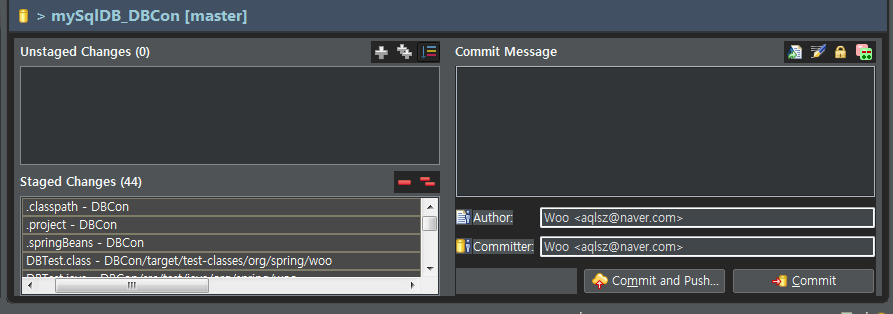 > mySqlDB_DBCon [master]
Unstaged Changes (0)
Staged Changes (44)
.classpath - DBCon
.project - DBCon
.springBeans - DBCon
DBTest.class - DBCon/target/test-classes/org/spring/woo
Commit Message
Author:
Woo <aqlsz@naver.com>
Committer:
Woo <aqlsz@naver.com>
Commit and Push...
Commit